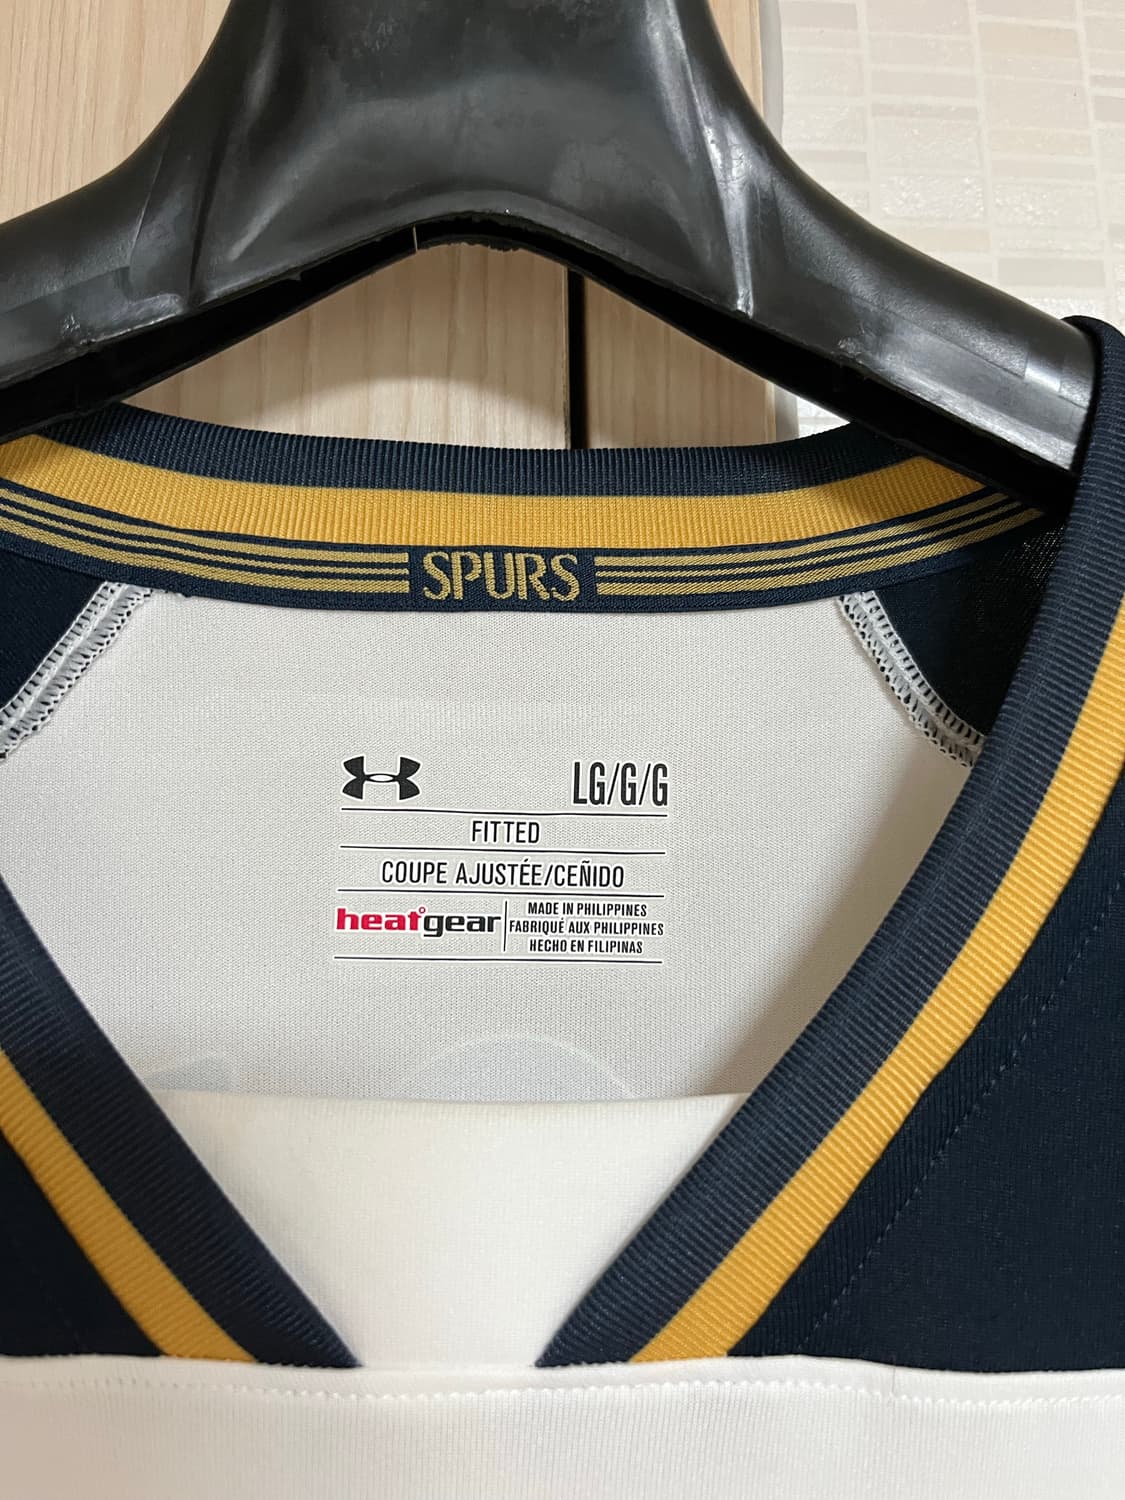 SPURS
LG/G/G
FITTED
COUPE AJUSTÉE/CEÑIDO
heatgear
MADE IN PHILIPPINES
FABRIQUÉ AUX PHILIPPINES
HECHO EN FILIPINAS